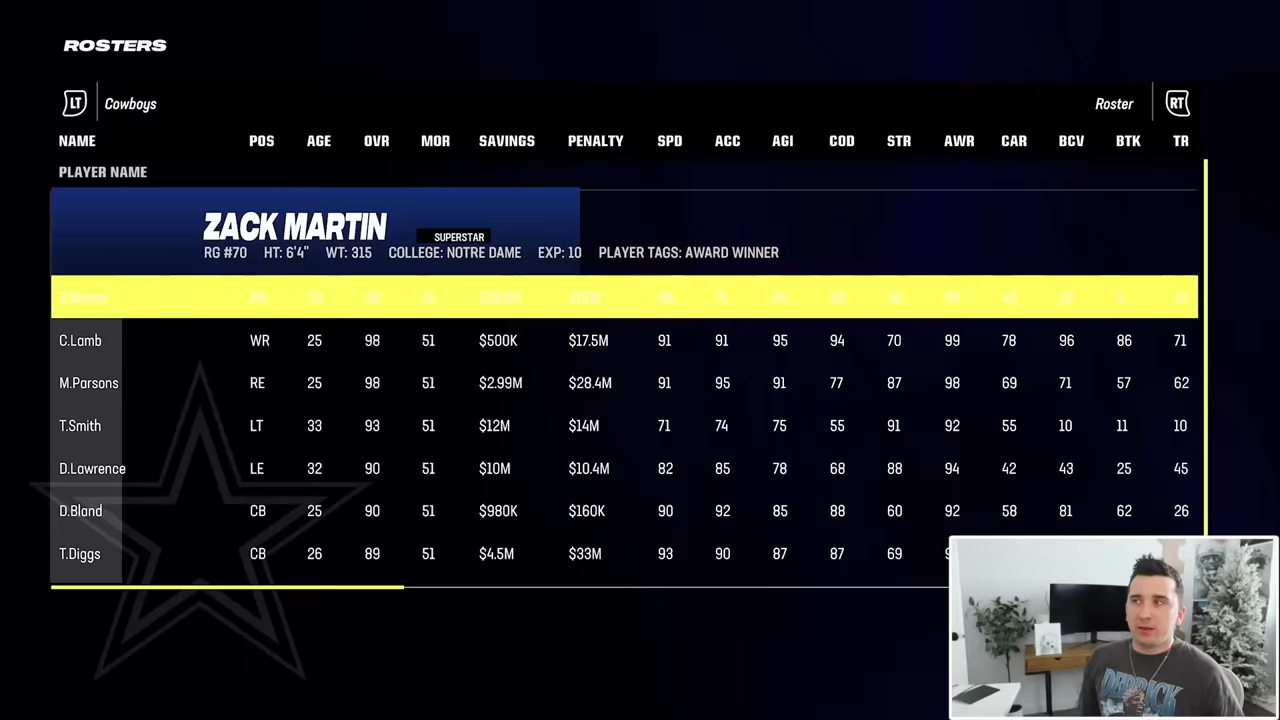 ROSTERS
LT Cowboys Roster RT
NAME POS AGE OVR MOR SAVINGS PENALTY SPD ACC AGI COD STR AWR CAR BCV BTK TR
PLAYER NAME
ZACK MARTIN SUPERSTAR
RG #70 HT: 6'4" WT: 315 COLLEGE: NOTRE DAME EXP: 10 PLAYER TAGS: AWARD WINNER
C.Lamb WR 25 98 51 $500K $17.5M 91 91 95 94 70 99 78 96 86 71
M.Parsons RE 25 98 51 $2.99M $28.4M 91 95 91 77 87 98 69 71 57 62
T.Smith LT 33 93 51 $12M $14M 71 74 75 55 91 92 55 10 11 10
D.Lawrence LE 32 90 51 $10M $10.4M 82 85 78 68 88 94 42 43 25 45
D.Bland CB 25 90 51 $980K $160K 90 92 85 88 60 92 58 81 62 26
T.Diggs CB 26 89 51 $4.5M $33M 93 90 87 87 69
DERRICK